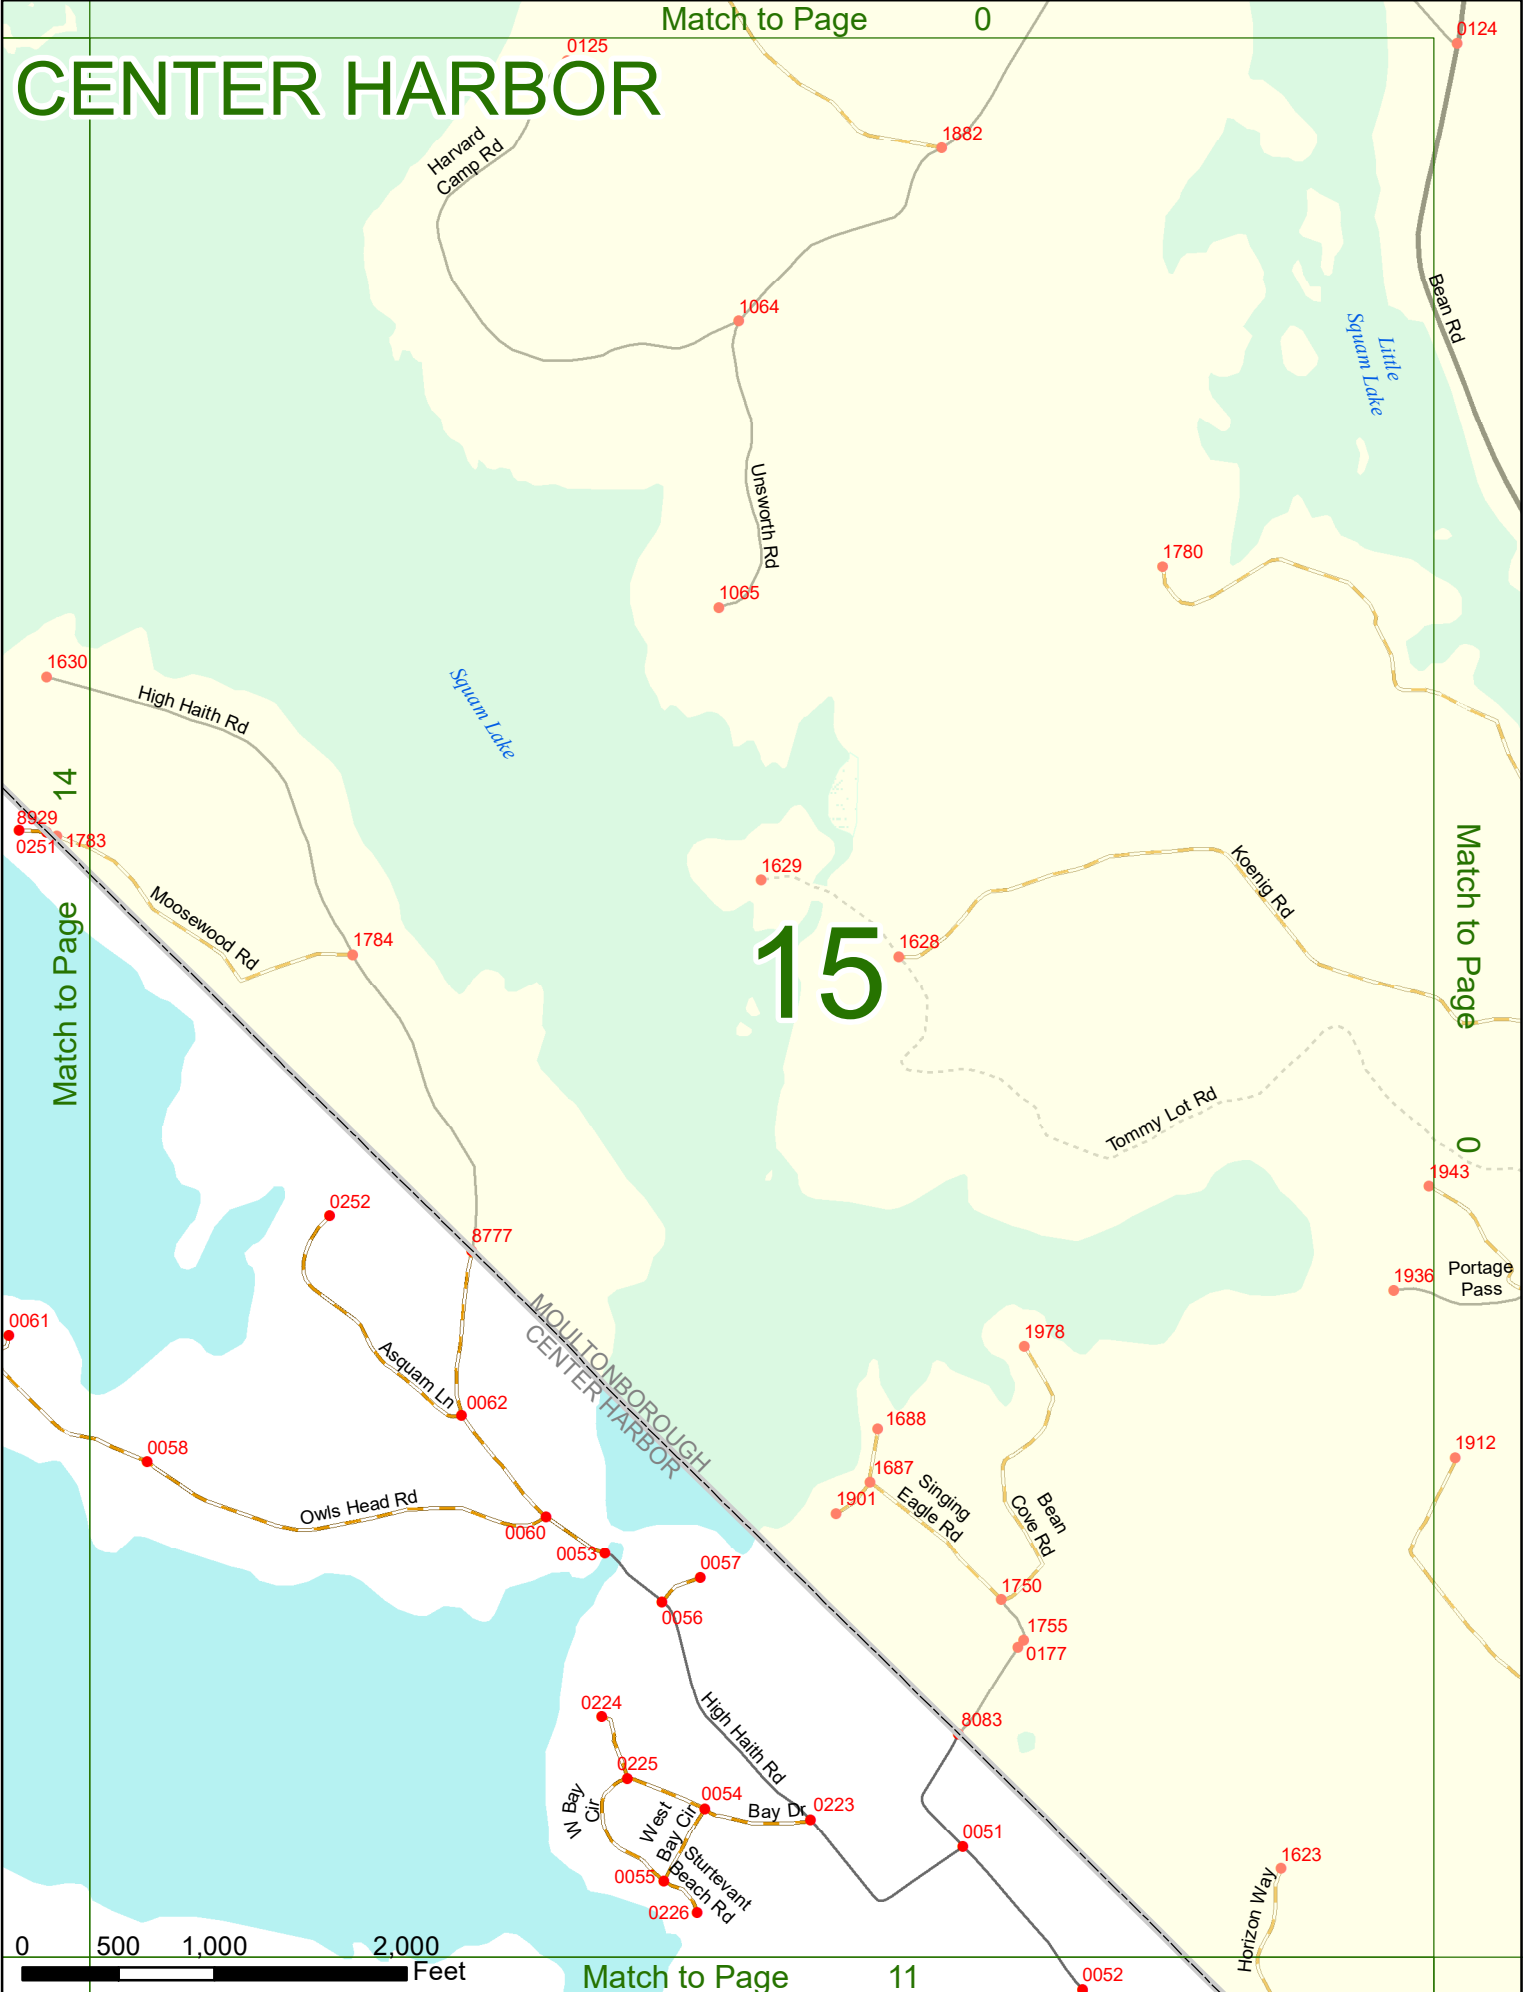 Match to Page 0
0124
0125
CENTER HARBOR
1882
Harvard
Camp Rd
Bean Rd
1064
Little
Squam Lake
Unsworth Rd
1780
1065
1630
High Haith Rd
Squam Lake
Match to Page 14
8929
0251
1783
Moosewood Rd
1784
1629
15
1628
Koenig Rd
Match to Page 0
Tommy Lot Rd
1943
0252
8777
1936
Portage
Pass
0061
MOULTONBOROUGH
CENTER HARBOR
1978
Asquam Ln
0062
1688
0058
1687
1912
1901
Singing
Eagle Rd
Bean
Cove Rd
Owls Head Rd
0060
0053
0057
0056
1750
1755
0177
0224
High Haith Rd
8083
0225
W Bay
Cir
West
Bay Cir
0054
Bay Dr
0223
0051
0055
Sturtevant
Beach Rd
0226
1623
Horizon Way
0 500 1,000 2,000
Feet
Match to Page 11
0052